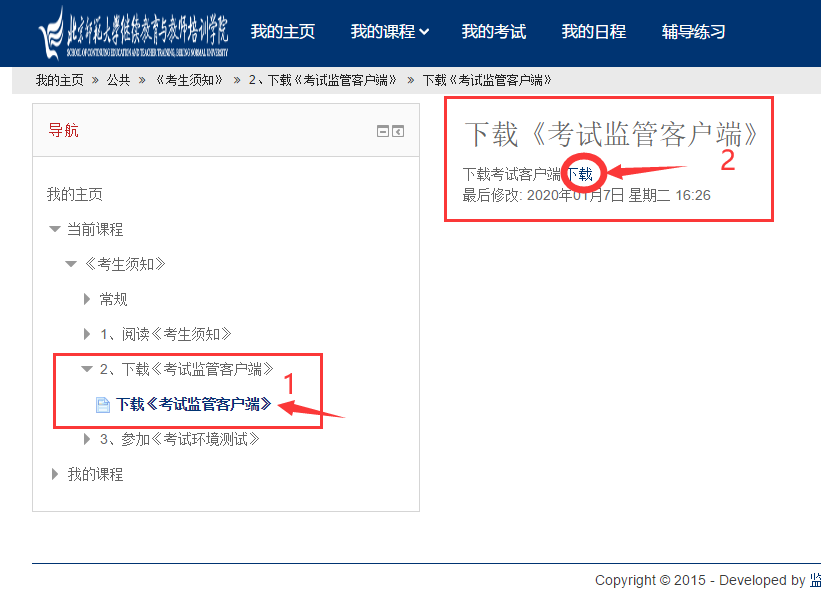 北京师范大学继续教育与教师培训学院
SCHOOL OF CONTINUING EDUCATION AND TEACHER TRAINING, BEIJING NORMAL UNIVERSITY
我的主页 我的课程 我的考试 我的日程 辅导练习
我的主页 » 公共 » 《考生须知》 » 2、下载《考试监管客户端》 » 下载《考试监管客户端》
导航
我的主页
当前课程
《考生须知》
常规
1、阅读《考生须知》
2、下载《考试监管客户端》
1
下载《考试监管客户端》
3、参加《考试环境测试》
我的课程
下载《考试监管客户端》
2
下载考试客户端 下载
最后修改: 2020年01月7日 星期二 16:26
Copyright © 2015 - Developed by 监